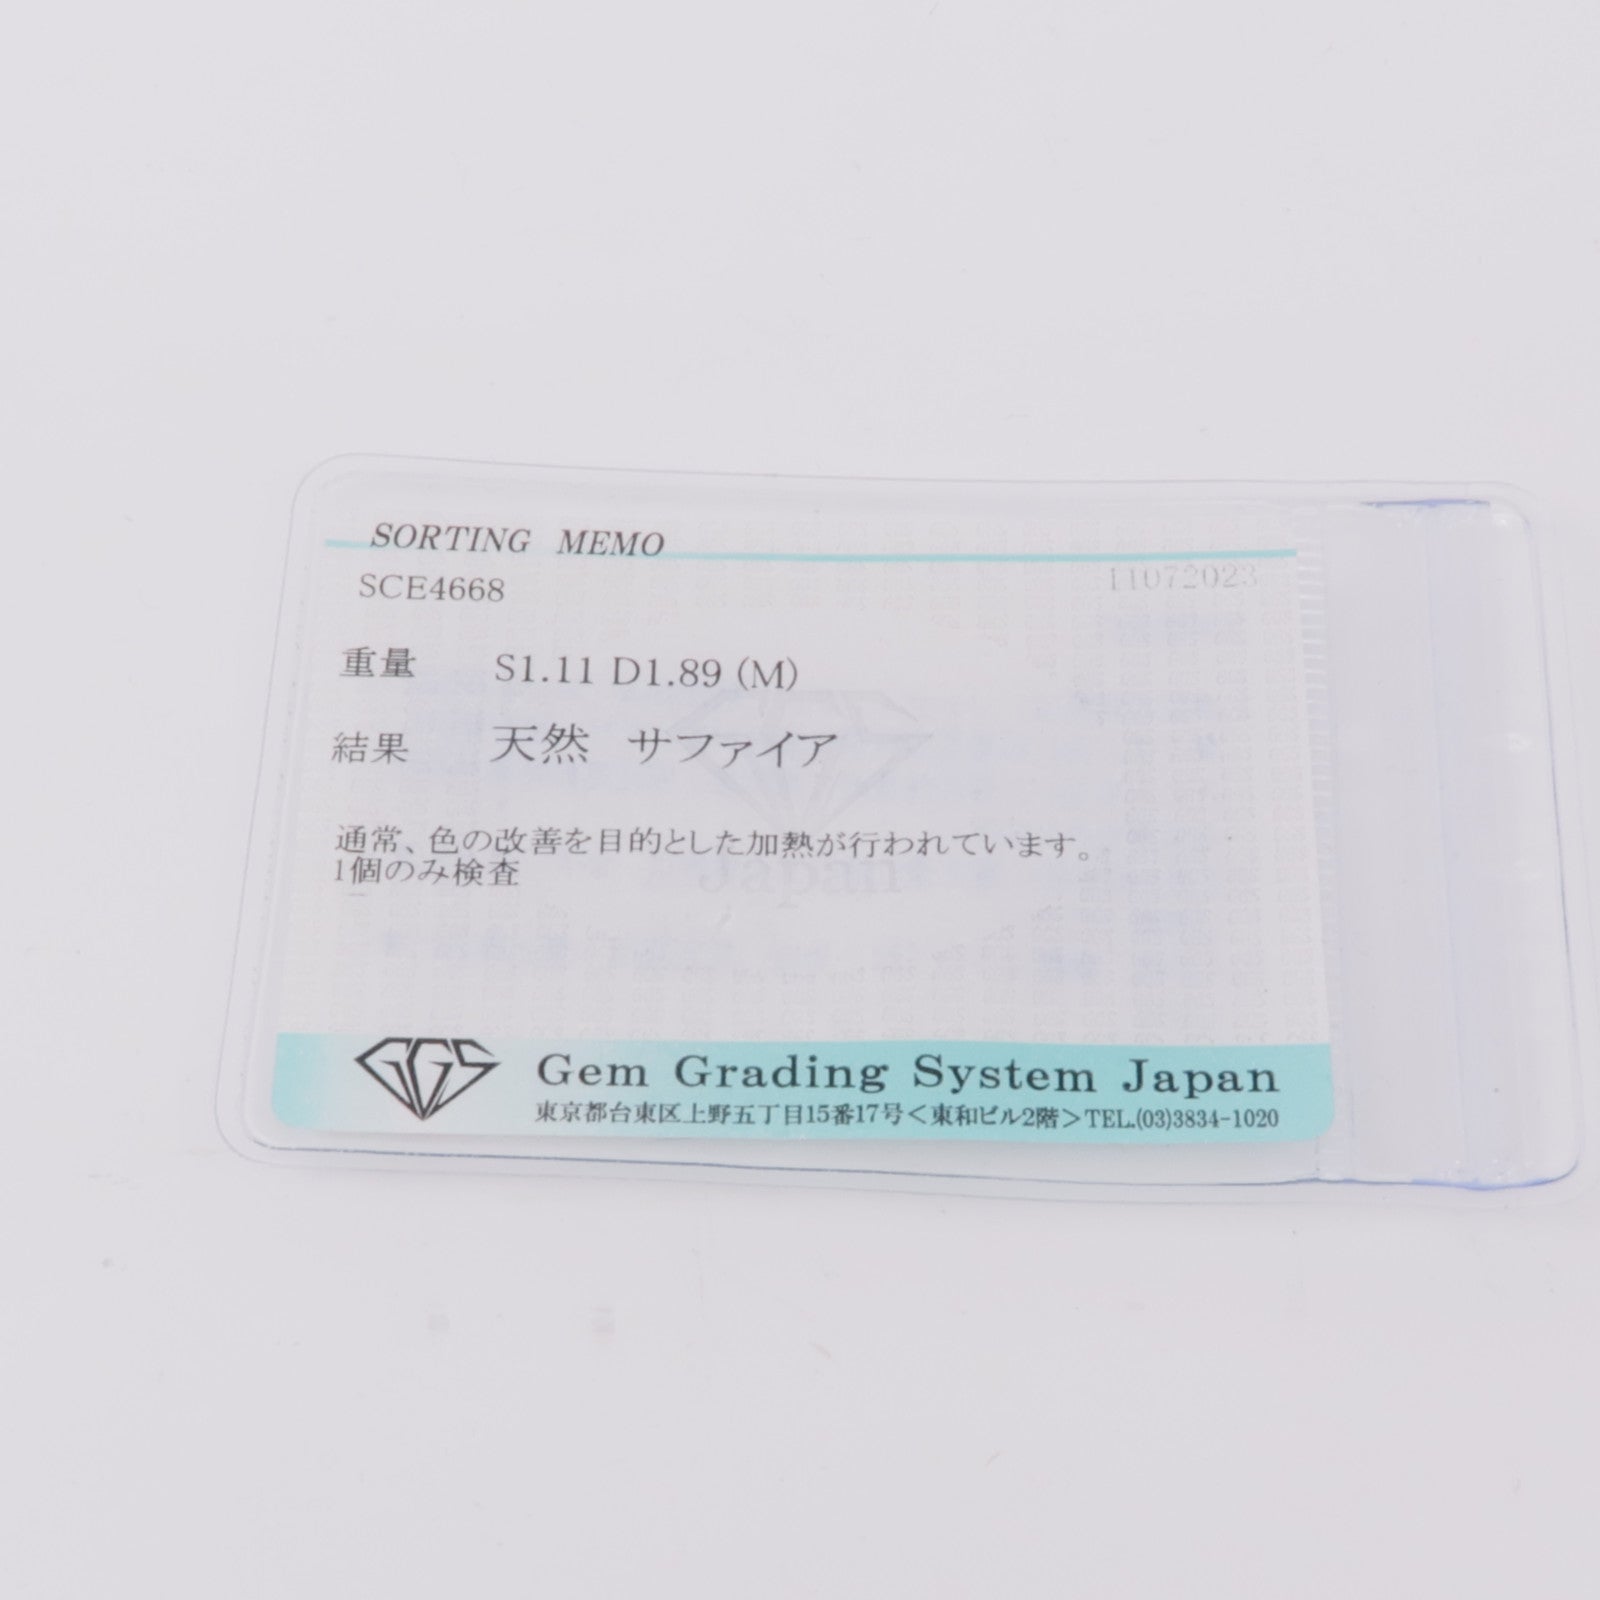 SORTING MEMO
SCE4668 11072023
重量 S1.11 D1.89 (M)
結果 天然 サファイア
通常、色の改善を目的とした加熱が行われています。
1個のみ検査
Japan
GGS Gem Grading System Japan
東京都台東区上野五丁目15番17号<東和ビル2階>TEL.(03)3834-1020